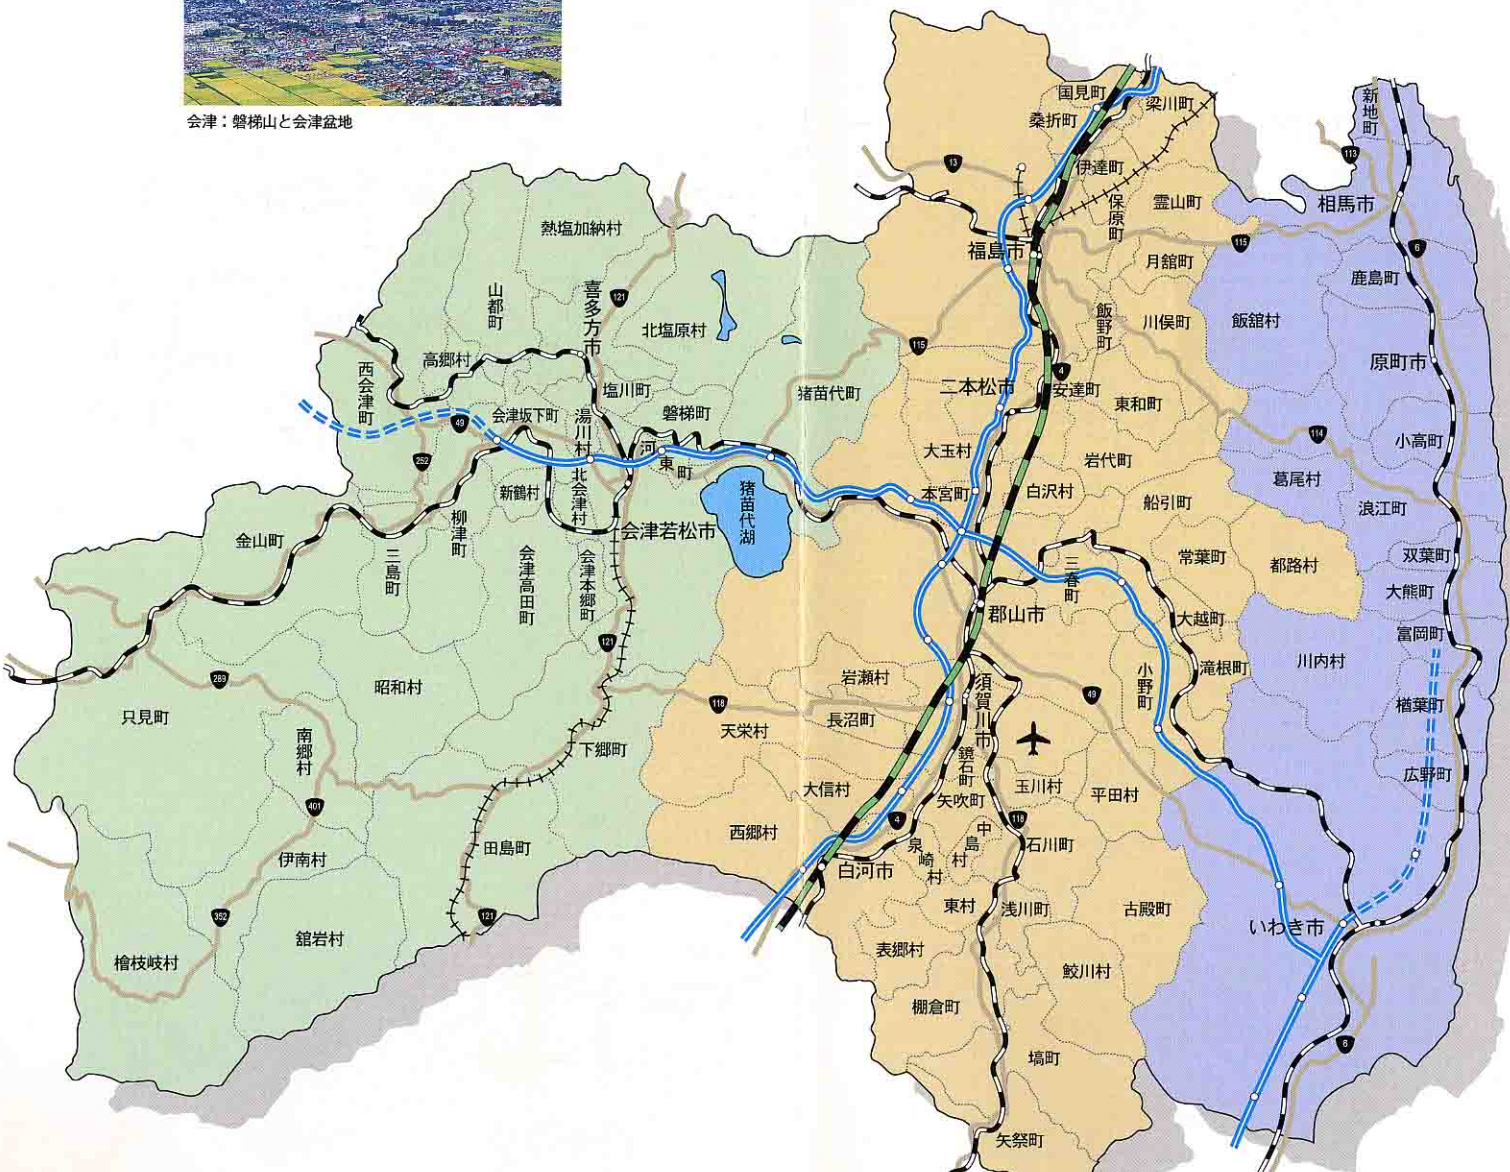 会津：磐梯山と会津盆地
国見町
梁川町
桑折町
伊達町
保原町
霊山町
福島市
月舘町
飯野町
川俣町
13
115
4
新地町
113
相馬市
115
6
鹿島町
飯舘村
原町市
小高町
114
葛尾村
浪江町
双葉町
大熊町
富岡町
川内村
楢葉町
広野町
いわき市
6
熱塩加納村
山都町
喜多方市
121
北塩原村
高郷村
西会津町
塩川町
磐梯町
猪苗代町
会津坂下町
湯川村
河東町
49
252
新鶴村
北会津村
会津若松市
猪苗代湖
柳津町
金山町
三島町
会津高田町
会津本郷町
121
289
昭和村
只見町
南郷村
下郷町
401
伊南村
田島町
352
舘岩村
121
檜枝岐村
115
二本松市
安達町
東和町
大玉村
岩代町
本宮町
白沢村
船引町
常葉町
都路村
三春町
郡山市
大越町
滝根町
小野町
49
岩瀬村
須賀川市
118
天栄村
長沼町
鏡石町
玉川村
平田村
大信村
矢吹町
118
西郷村
4
中島村
泉崎村
石川町
白河市
東村
浅川町
古殿町
表郷村
鮫川村
棚倉町
塙町
矢祭町